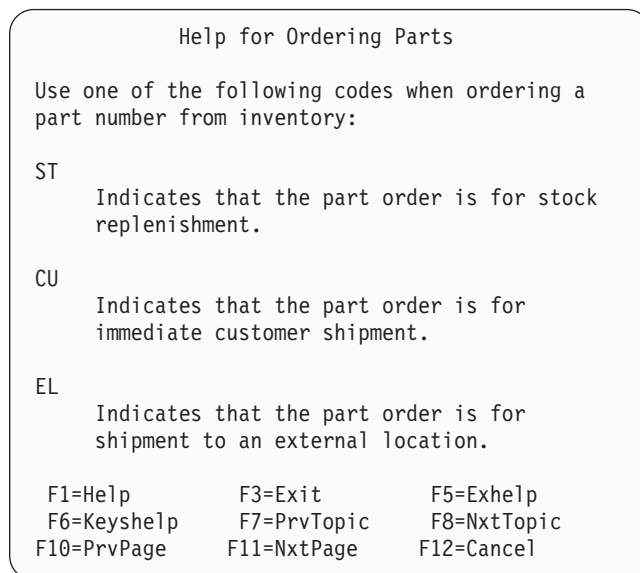 Help for Ordering Parts
Use one of the following codes when ordering a
part number from inventory:
ST
Indicates that the part order is for stock
replenishment.
CU
Indicates that the part order is for
immediate customer shipment.
EL
Indicates that the part order is for
shipment to an external location.
F1=Help F3=Exit F5=Exhelp
F6=Keyshelp F7=PrvTopic F8=NxtTopic
F10=PrvPage F11=NxtPage F12=Cancel